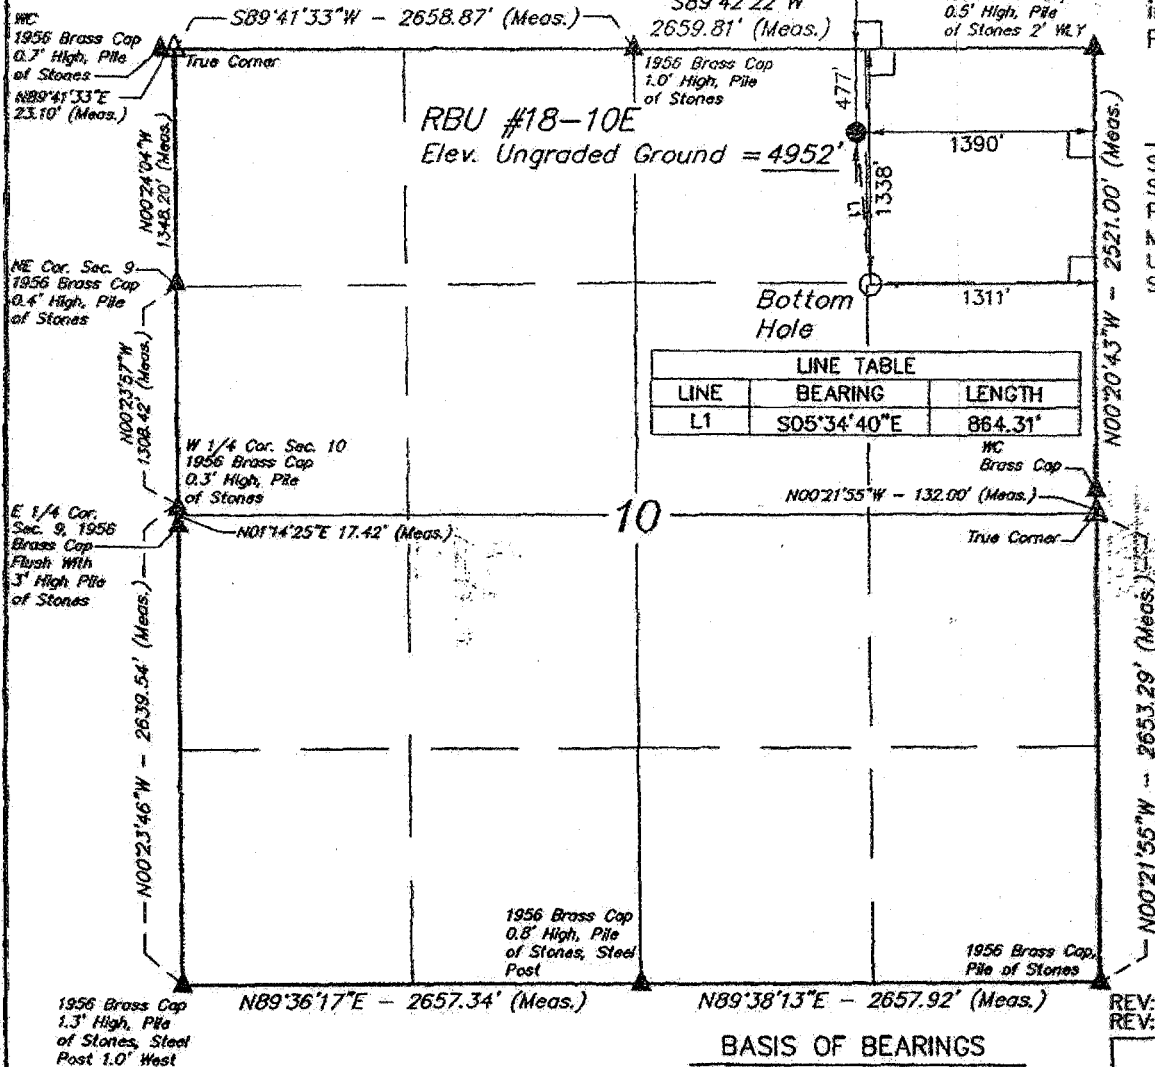 S89°41'33"W - 2658.87' (Meas.)
S89°42'22"W
2659.81' (Meas.)
0.5' High, Pile
of Stones 2' WLY
WC
1956 Brass Cap
0.7' High, Pile
of Stones
N89°41'33"E
23.10' (Meas.)
True Corner
1956 Brass Cap
1.0' High, Pile
of Stones
RBU #18-10E
Elev. Ungraded Ground = 4952'
477'
1390'
1338'
L1
N00°24'04"W
1348.20' (Meas.)
N00°20'43"W - 2521.00' (Meas.)
NE Cor. Sec. 9
1956 Brass Cap
0.4' High, Pile
of Stones
1311'
Bottom
Hole
LINE TABLE
LINE BEARING LENGTH
L1 S05°34'40"E 864.31'
N00°23'57"W
1308.42' (Meas.)
W 1/4 Cor. Sec. 10
1956 Brass Cap
0.3' High, Pile
of Stones
WC
Brass Cap
N00°21'55"W - 132.00' (Meas.)
E 1/4 Cor.
Sec. 9, 1956
Brass Cap
Flush With
3' High Pile
of Stones
N01°14'25"E 17.42' (Meas.)
10
True Corner
N00°23'46"W - 2639.54' (Meas.)
N00°21'55"W - 2653.29' (Meas.)
1956 Brass Cap
0.8' High, Pile
of Stones, Steel
Post
1956 Brass Cap,
Pile of Stones
1956 Brass Cap
1.3' High, Pile
of Stones, Steel
Post 1.0' West
N89°36'17"E - 2657.34' (Meas.)
N89°38'13"E - 2657.92' (Meas.)
REV:
REV:
BASIS OF BEARINGS